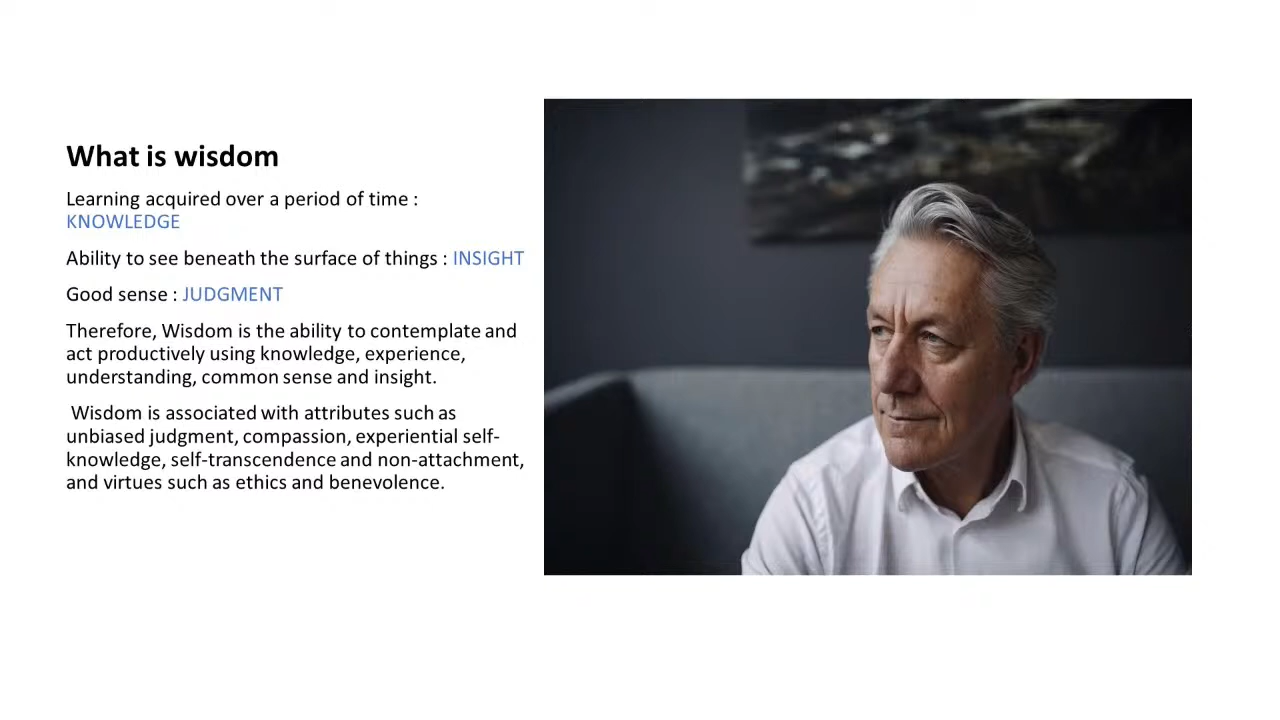 What is wisdom
Learning acquired over a period of time :
KNOWLEDGE
Ability to see beneath the surface of things : INSIGHT
Good sense : JUDGMENT
Therefore, Wisdom is the ability to contemplate and
act productively using knowledge, experience,
understanding, common sense and insight.
Wisdom is associated with attributes such as
unbiased judgment, compassion, experiential self-
knowledge, self-transcendence and non-attachment,
and virtues such as ethics and benevolence.